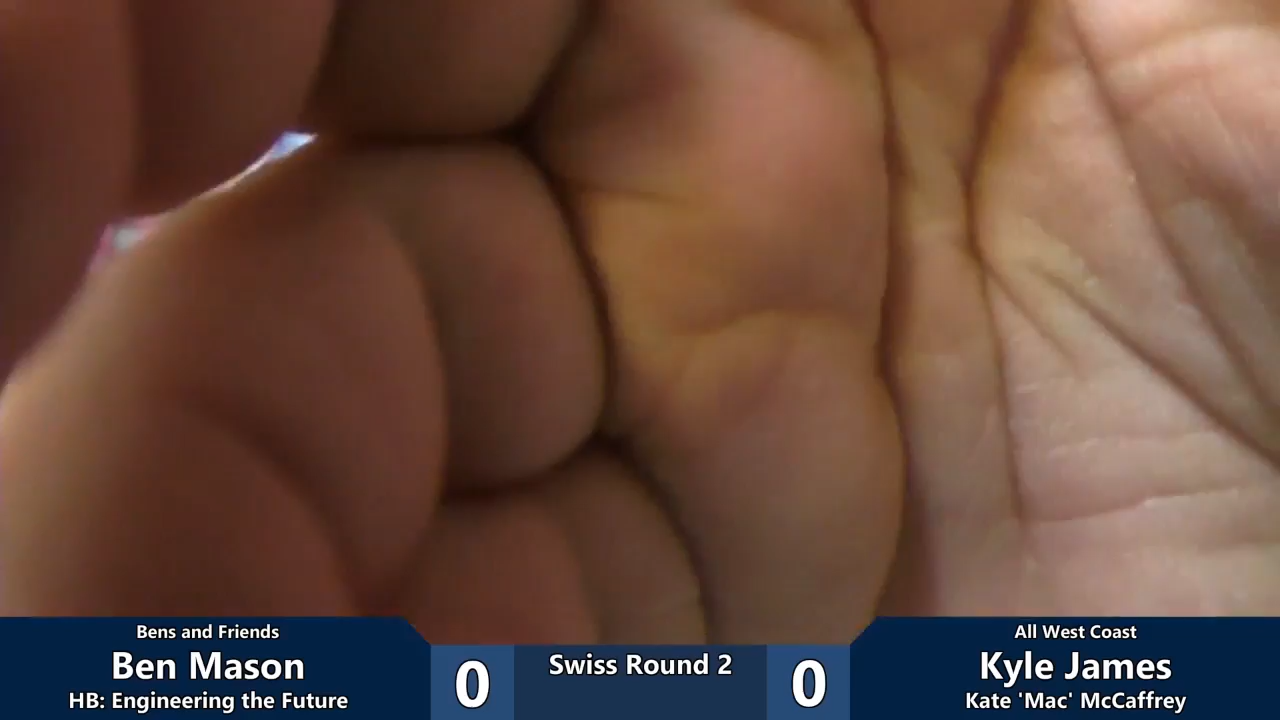 Bens and Friends
Ben Mason
HB: Engineering the Future
0
Swiss Round 2
0
All West Coast
Kyle James
Kate 'Mac' McCaffrey